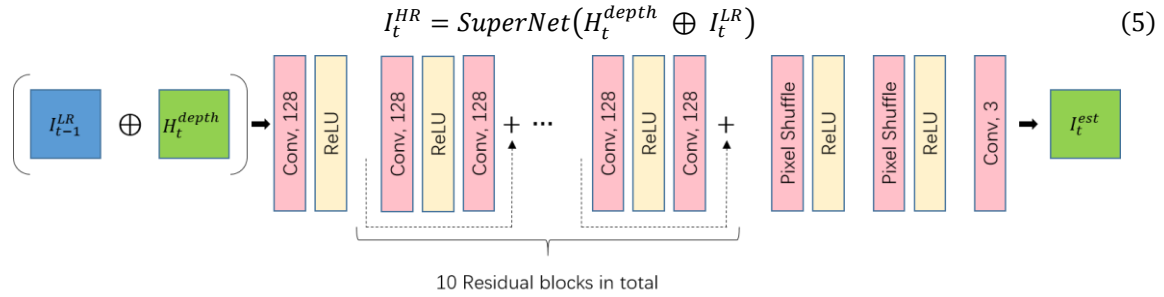 I_t^{HR} = SuperNet(H_t^{depth} ⊕ I_t^{LR}) (5)
( I_{t-1}^{LR} ⊕ H_t^{depth} )
Conv, 128
ReLU
Conv, 128
ReLU
Conv, 128
+ ...
Conv, 128
ReLU
Conv, 128
+
Pixel Shuffle
ReLU
Pixel Shuffle
ReLU
Conv, 3
I_t^{est}
10 Residual blocks in total